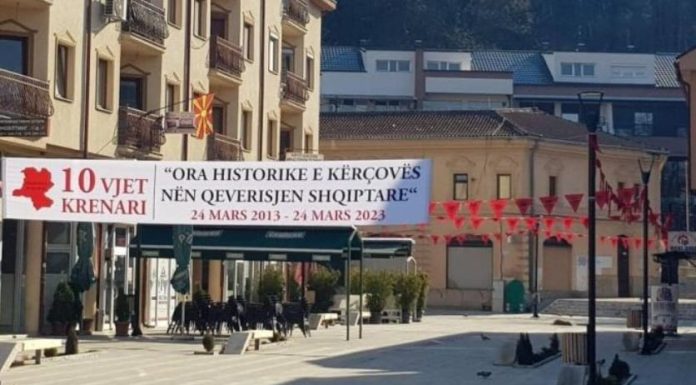 10 VJET
KRENARI
"ORA HISTORIKE E KËRÇOVËS
NËN QEVERISJEN SHQIPTARE"
24 MARS 2013 - 24 MARS 2023